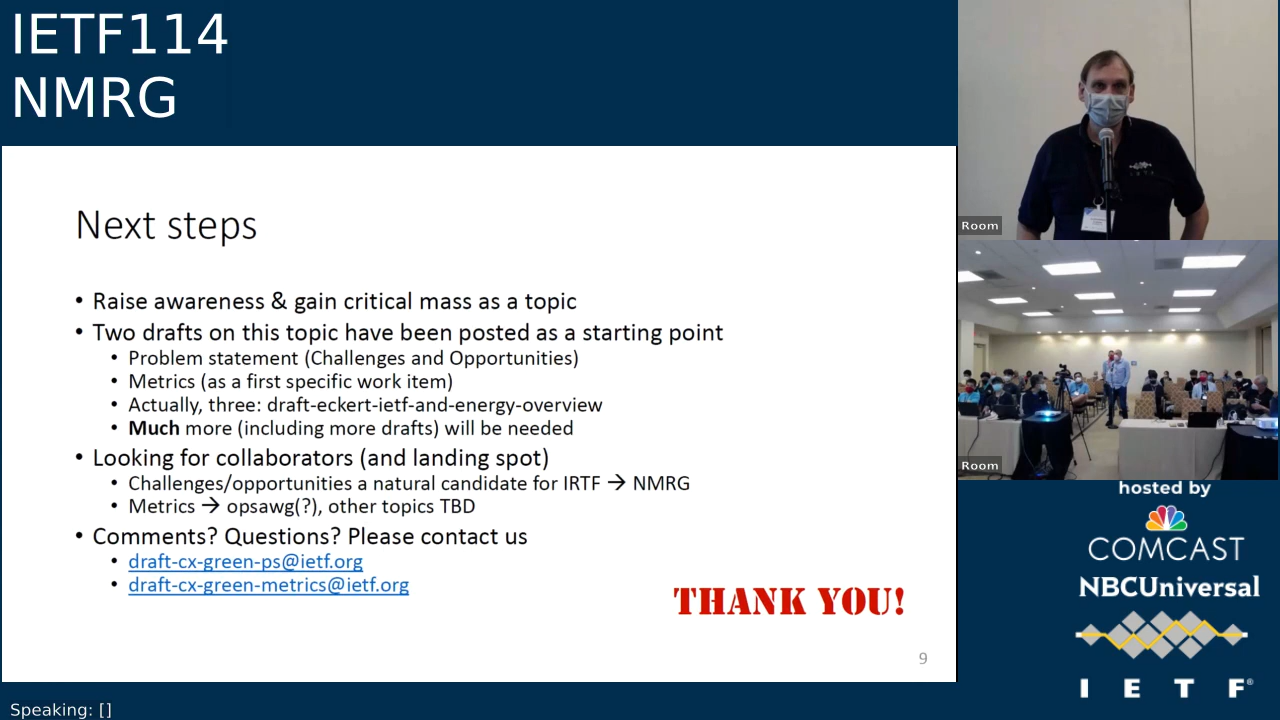 IETF114
NMRG
Next steps
• Raise awareness & gain critical mass as a topic
• Two drafts on this topic have been posted as a starting point
• Problem statement (Challenges and Opportunities)
• Metrics (as a first specific work item)
• Actually, three: draft-eckert-ietf-and-energy-overview
• Much more (including more drafts) will be needed
• Looking for collaborators (and landing spot)
• Challenges/opportunities a natural candidate for IRTF → NMRG
• Metrics → opsawg(?), other topics TBD
• Comments? Questions? Please contact us
• draft-cx-green-ps@ietf.org
• draft-cx-green-metrics@ietf.org
THANK YOU!
9
Speaking: []
Room
IETF
Room
hosted by
COMCAST
NBCUniversal
I E T F®